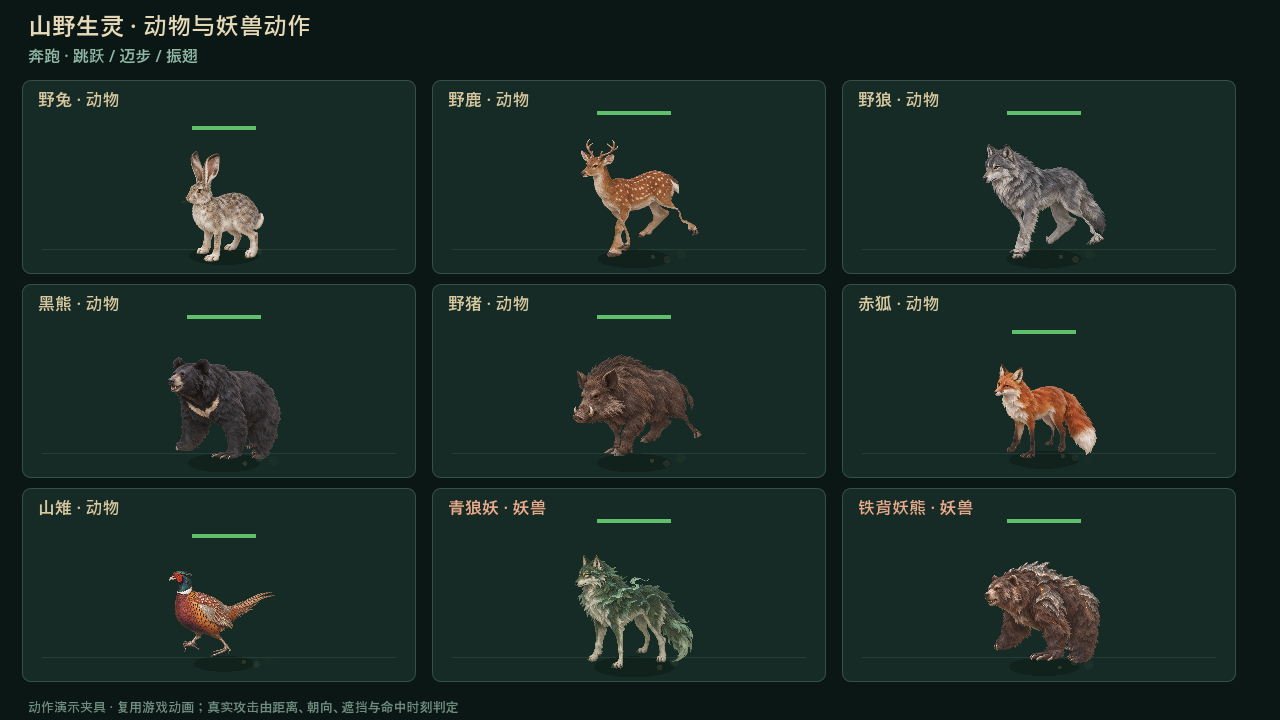 山野生灵 · 动物与妖兽动作
奔跑 · 跳跃 / 迈步 / 振翅
野兔 · 动物
野鹿 · 动物
野狼 · 动物
黑熊 · 动物
野猪 · 动物
赤狐 · 动物
山雉 · 动物
青狼妖 · 妖兽
铁背妖熊 · 妖兽
动作演示夹具 · 复用游戏动画；真实攻击由距离、朝向、遮挡与命中时刻判定